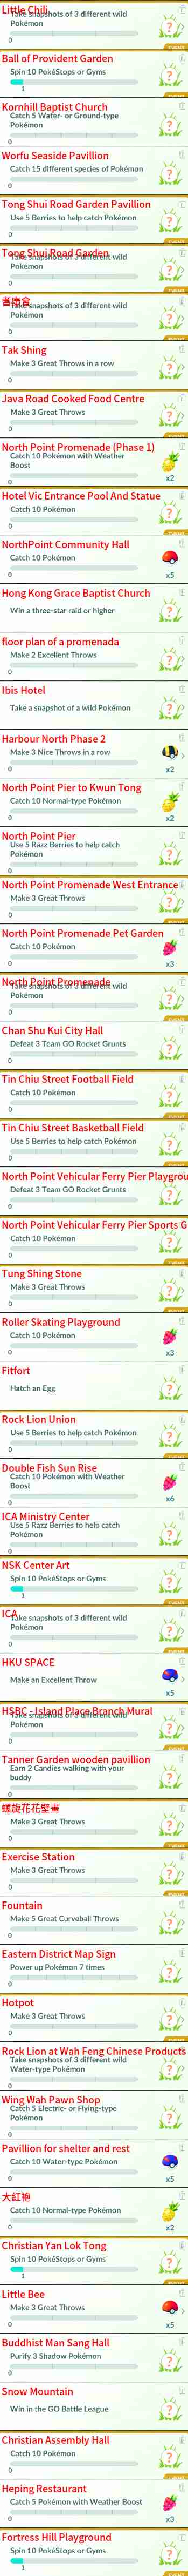 Little Chili
Take snapshots of 3 different wild
Pokémon
0
Ball of Provident Garden
Spin 10 PokéStops or Gyms
1
Kornhill Baptist Church
Catch 5 Water- or Ground-type
Pokémon
0
Worfu Seaside Pavillion
Catch 15 different species of Pokémon
0
Tong Shui Road Garden Pavillion
Use 5 Berries to help catch Pokémon
0
Tong Shui Road Garden
Take snapshots of 3 different wild
Pokémon
0
耆康會
Take snapshots of 3 different wild
Pokémon
0
Tak Shing
Make 3 Great Throws in a row
0
Java Road Cooked Food Centre
Make 3 Great Throws
0
North Point Promenade (Phase 1)
Catch 10 Pokémon with Weather
Boost
x2
0
Hotel Vic Entrance Pool And Statue
Catch 10 Pokémon
0
NorthPoint Community Hall
Catch 10 Pokémon
0
x5
Hong Kong Grace Baptist Church
Win a three-star raid or higher
floor plan of a promenada
Make 2 Excellent Throws
0
Ibis Hotel
Take a snapshot of a wild Pokémon
Harbour North Phase 2
Make 3 Nice Throws in a row
0
x2
North Point Pier to Kwun Tong
Catch 10 Normal-type Pokémon
0
x2
North Point Pier
Use 5 Razz Berries to help catch
Pokémon
0
North Point Promenade West Entrance
Make 3 Great Throws
0
North Point Promenade Pet Garden
Catch 10 Pokémon
0
x3
North Point Promenade
Take snapshots of 3 different wild
Pokémon
0
Chan Shu Kui City Hall
Defeat 3 Team GO Rocket Grunts
0
Tin Chiu Street Football Field
Catch 10 Pokémon
0
Tin Chiu Street Basketball Field
Use 5 Berries to help catch Pokémon
0
North Point Vehicular Ferry Pier Playgrou
Defeat 3 Team GO Rocket Grunts
0
North Point Vehicular Ferry Pier Sports G
Catch 10 Pokémon
0
Tung Shing Stone
Make 3 Great Throws
0
Roller Skating Playground
Catch 10 Pokémon
0
x3
Fitfort
Hatch an Egg
Rock Lion Union
Use 5 Berries to help catch Pokémon
0
Double Fish Sun Rise
Catch 10 Pokémon with Weather
Boost
x6
0
ICA Ministry Center
Use 5 Razz Berries to help catch
Pokémon
0
NSK Center Art
Spin 10 PokéStops or Gyms
1
ICA
Take snapshots of 3 different wild
Pokémon
0
HKU SPACE
Make an Excellent Throw
x5
HSBC - Island Place Branch Mural
Take snapshots of 3 different wild
Pokémon
0
Tanner Garden wooden pavillion
Earn 2 Candies walking with your
buddy
0
螺旋花花壁畫
Make 3 Great Throws
0
Exercise Station
Make 3 Great Throws
0
Fountain
Make 5 Great Curveball Throws
0
Eastern District Map Sign
Power up Pokémon 7 times
0
Hotpot
Make 3 Great Throws
0
Rock Lion at Wah Feng Chinese Products
Take snapshots of 3 different wild
Water-type Pokémon
0
Wing Wah Pawn Shop
Catch 5 Electric- or Flying-type
Pokémon
0
Pavillion for shelter and rest
Catch 10 Water-type Pokémon
0
x5
大紅袍
Catch 10 Normal-type Pokémon
0
x2
Christian Yan Lok Tong
Spin 10 PokéStops or Gyms
1
Little Bee
Make 3 Great Throws
0
x5
Buddhist Man Sang Hall
Purify 3 Shadow Pokémon
0
Snow Mountain
Win in the GO Battle League
Christian Assembly Hall
Catch 10 Pokémon
0
Heping Restaurant
Catch 5 Pokémon with Weather Boost
0
x3
Fortress Hill Playground
Spin 10 PokéStops or Gyms
1